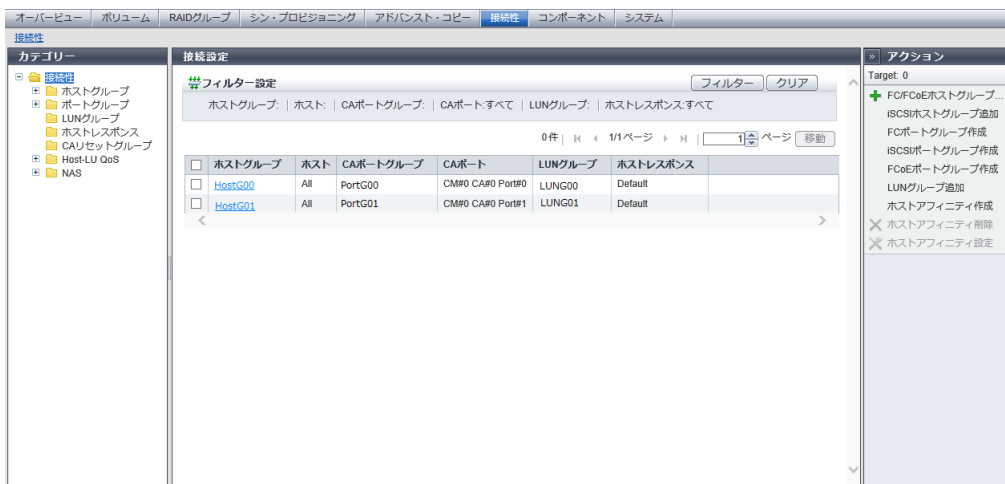 オーバービュー ボリューム RAIDグループ シン・プロビジョニング アドバンスト・コピー 接続性 コンポーネント システム
接続性
カテゴリー
接続性
ホストグループ
ポートグループ
LUNグループ
ホストレスポンス
CAリセットグループ
Host-LU QoS
NAS
接続設定
フィルター設定 フィルター クリア
ホストグループ: | ホスト: | CAポートグループ: | CAポート:すべて | LUNグループ: | ホストレスポンス:すべて
0件 | 1/1ページ | 1 ページ 移動
ホストグループ ホスト CAポートグループ CAポート LUNグループ ホストレスポンス
HostG00 All PortG00 CM#0 CA#0 Port#0 LUNG00 Default
HostG01 All PortG01 CM#0 CA#0 Port#1 LUNG01 Default
» アクション
Target: 0
FC/FCoEホストグループ...
iSCSIホストグループ追加
FCポートグループ作成
iSCSIポートグループ作成
FCoEポートグループ作成
LUNグループ追加
ホストアフィニティ作成
ホストアフィニティ削除
ホストアフィニティ設定